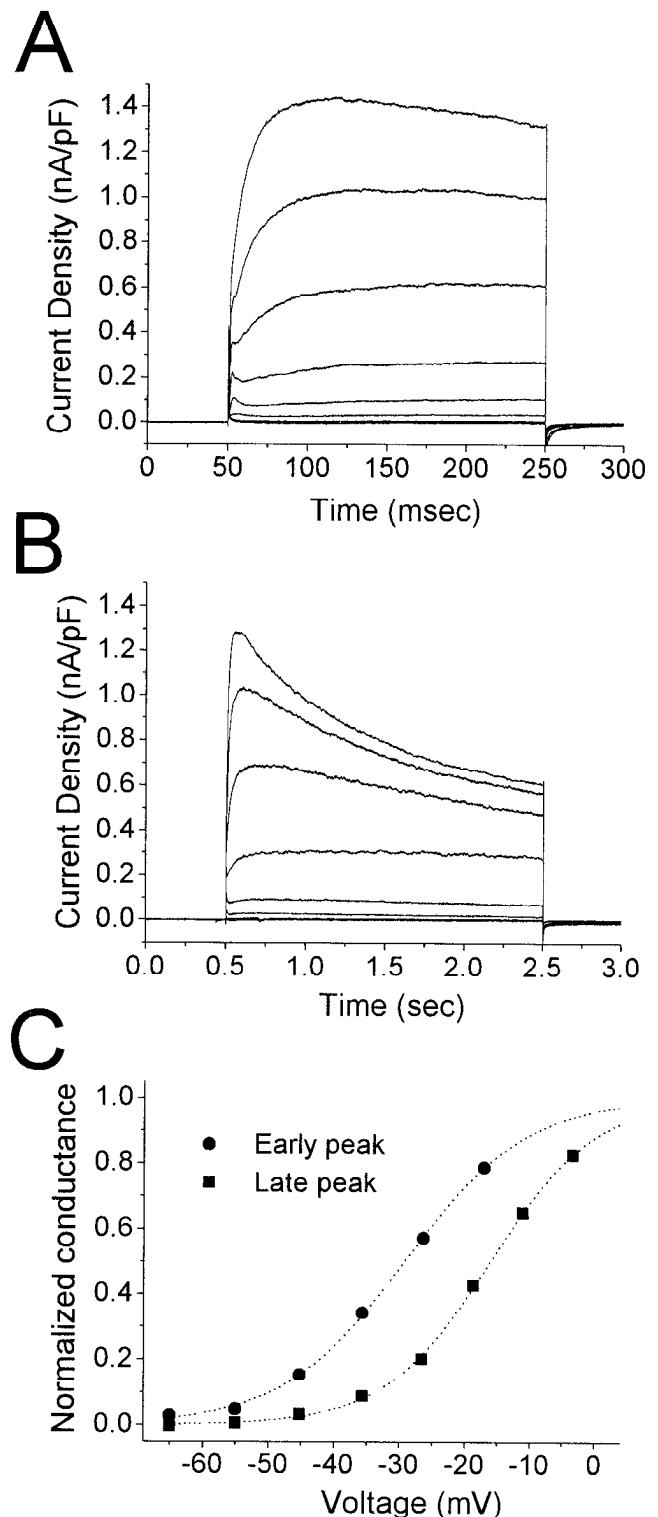 A
Current Density (nA/pF)
1.4
1.2
1.0
0.8
0.6
0.4
0.2
0.0
0 50 100 150 200 250 300
Time (msec)
B
Current Density (nA/pF)
1.4
1.2
1.0
0.8
0.6
0.4
0.2
0.0
0.0 0.5 1.0 1.5 2.0 2.5 3.0
Time (sec)
C
Normalized conductance
1.0
0.8
0.6
0.4
0.2
0.0
Early peak
Late peak
-60 -50 -40 -30 -20 -10 0
Voltage (mV)